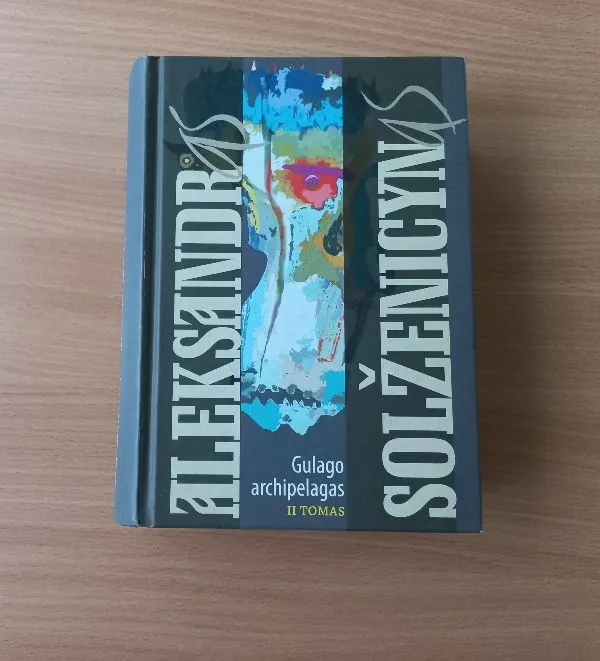 ALEKSANDRas
SOLŽENICYNas
Gulago
archipelagas
II TOMAS